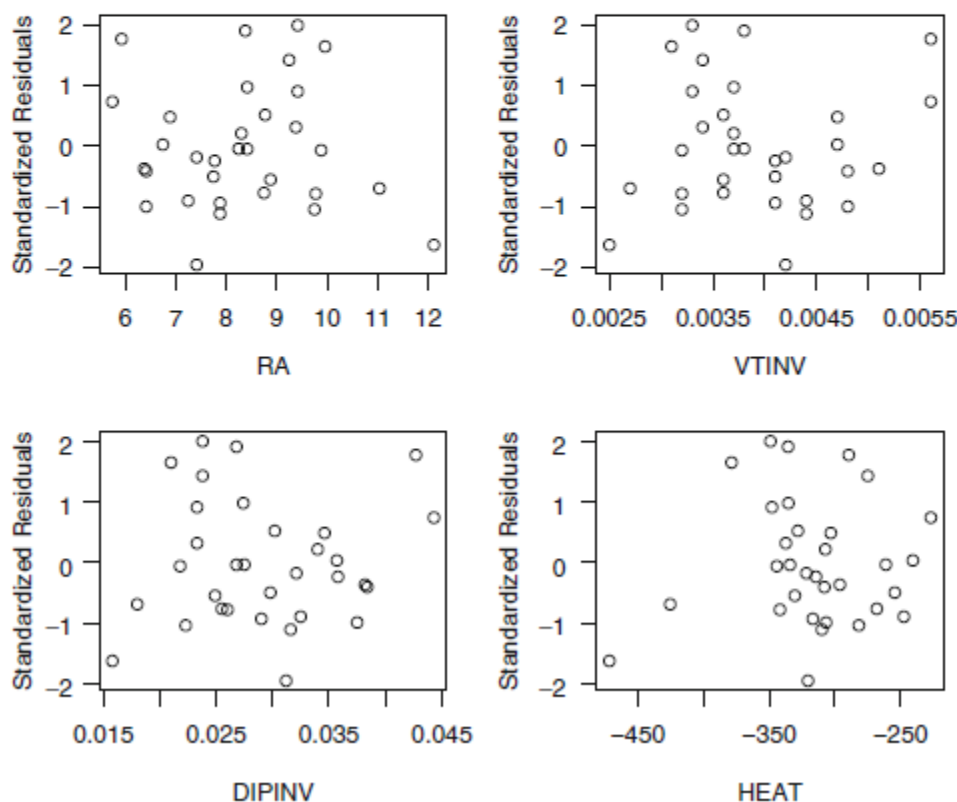 Standardized Residuals
2
1
0
−1
−2
6 7 8 9 10 11 12
RA
Standardized Residuals
2
1
0
−1
−2
0.0025 0.0035 0.0045 0.0055
VTINV
Standardized Residuals
2
1
0
−1
−2
0.015 0.025 0.035 0.045
DIPINV
Standardized Residuals
2
1
0
−1
−2
−450 −350 −250
HEAT